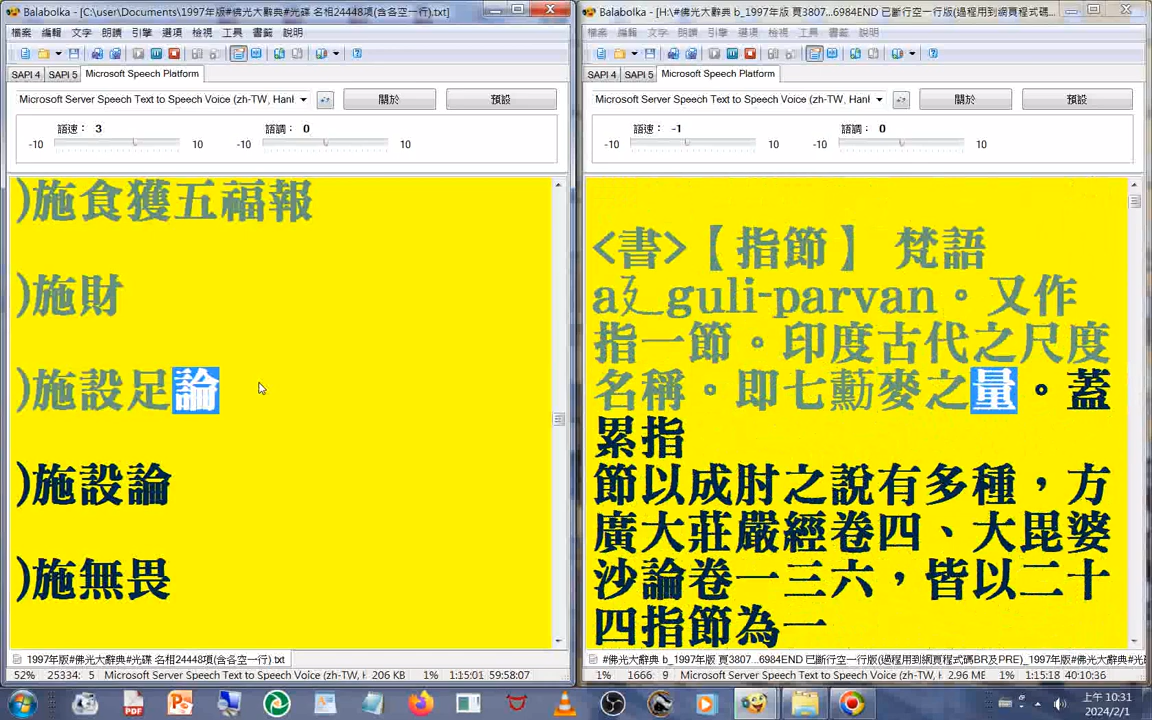 Balabolka - [C:\user\Documents\1997年版#佛光大辭典#光碟 名相24448項(含各空一行).txt]
檔案 編輯 文字 朗讀 引擎 選項 檢視 工具 書籤 說明
SAPI 4 SAPI 5 Microsoft Speech Platform
Microsoft Server Speech Text to Speech Voice (zh-TW, Hanl
關於 預設
語速： 3 語調： 0
-10 10 -10 10
)施食獲五福報
)施財
)施設足論
)施設論
)施無畏
1997年版#佛光大辭典#光碟 名相24448項(含各空一行).txt
52% 25334: 5 Microsoft Server Speech Text to Speech Voice (zh-TW, Han 206 KB 1% 1:15:01 59:58:07
Balabolka - [H:\#佛光大辭典 b_1997年版 頁3807...6984END 已斷行空一行版(過程用到網頁程式碼...
檔案 編輯 文字 朗讀 引擎 選項 檢視 工具 書籤 說明
SAPI 4 SAPI 5 Microsoft Speech Platform
Microsoft Server Speech Text to Speech Voice (zh-TW, Hanl
關於 預設
語速： -1 語調： 0
-10 10 -10 10
<書>【指節】 梵語
a廴guli-parvan。又作
指一節。印度古代之尺度
名稱。即七麷麥之量。蓋
累指
節以成肘之說有多種，方
廣大莊嚴經卷四、大毘婆
沙論卷一三六，皆以二十
四指節為一
#佛光大辭典 b_1997年版 頁3807...6984END 已斷行空一行版(過程用到網頁程式碼BR及PRE)_1997年版#佛光
1% 1666: 9 Microsoft Server Speech Text to Speech Voice (zh-TW, Han 2.96 ME 1% 1:15:18 40:10:36
PDF
上午 10:31
2024/2/1